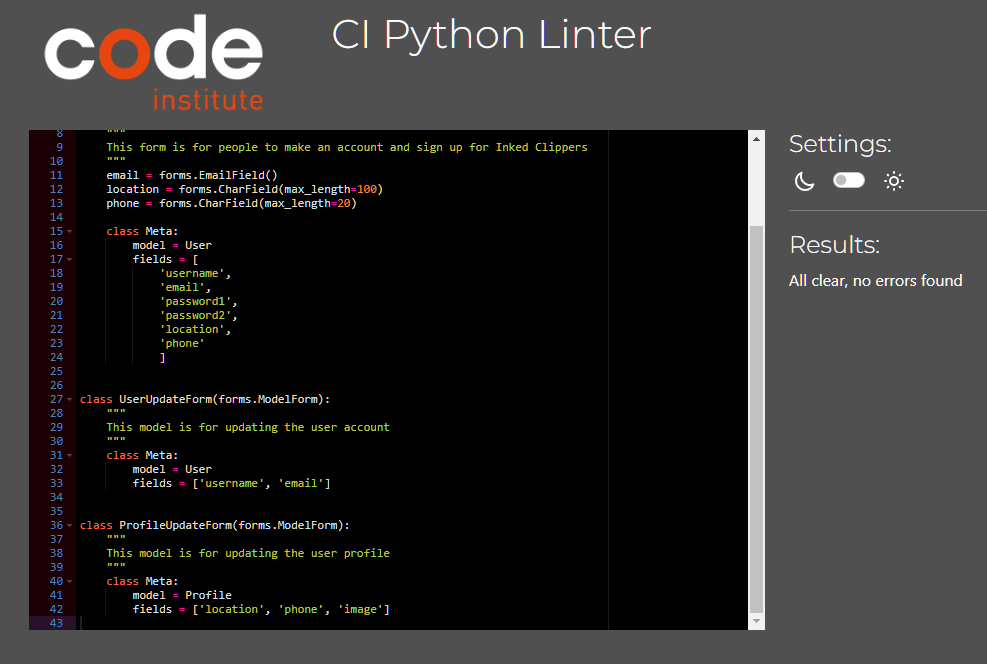 code
institute
CI Python Linter
8 """
9 This form is for people to make an account and sign up for Inked Clippers
10 """
11 email = forms.EmailField()
12 location = forms.CharField(max_length=100)
13 phone = forms.CharField(max_length=20)
14
15 class Meta:
16 model = User
17 fields = [
18 'username',
19 'email',
20 'password1',
21 'password2',
22 'location',
23 'phone'
24 ]
25
26
27 class UserUpdateForm(forms.ModelForm):
28 """
29 This model is for updating the user account
30 """
31 class Meta:
32 model = User
33 fields = ['username', 'email']
34
35
36 class ProfileUpdateForm(forms.ModelForm):
37 """
38 This model is for updating the user profile
39 """
40 class Meta:
41 model = Profile
42 fields = ['location', 'phone', 'image']
43
Settings:
Results:
All clear, no errors found